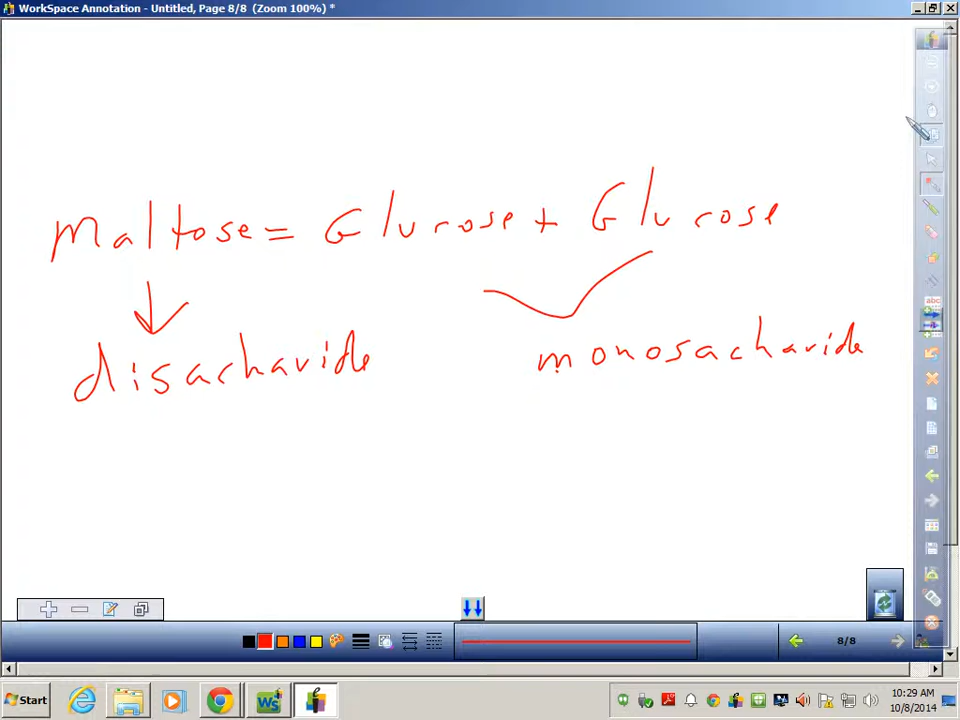 WorkSpace Annotation - Untitled, Page 8/8 (Zoom 100%) *
Maltose = Glucose + Glucose
disacharide monosacharide
abc
8/8
Start
10:29 AM
10/8/2014